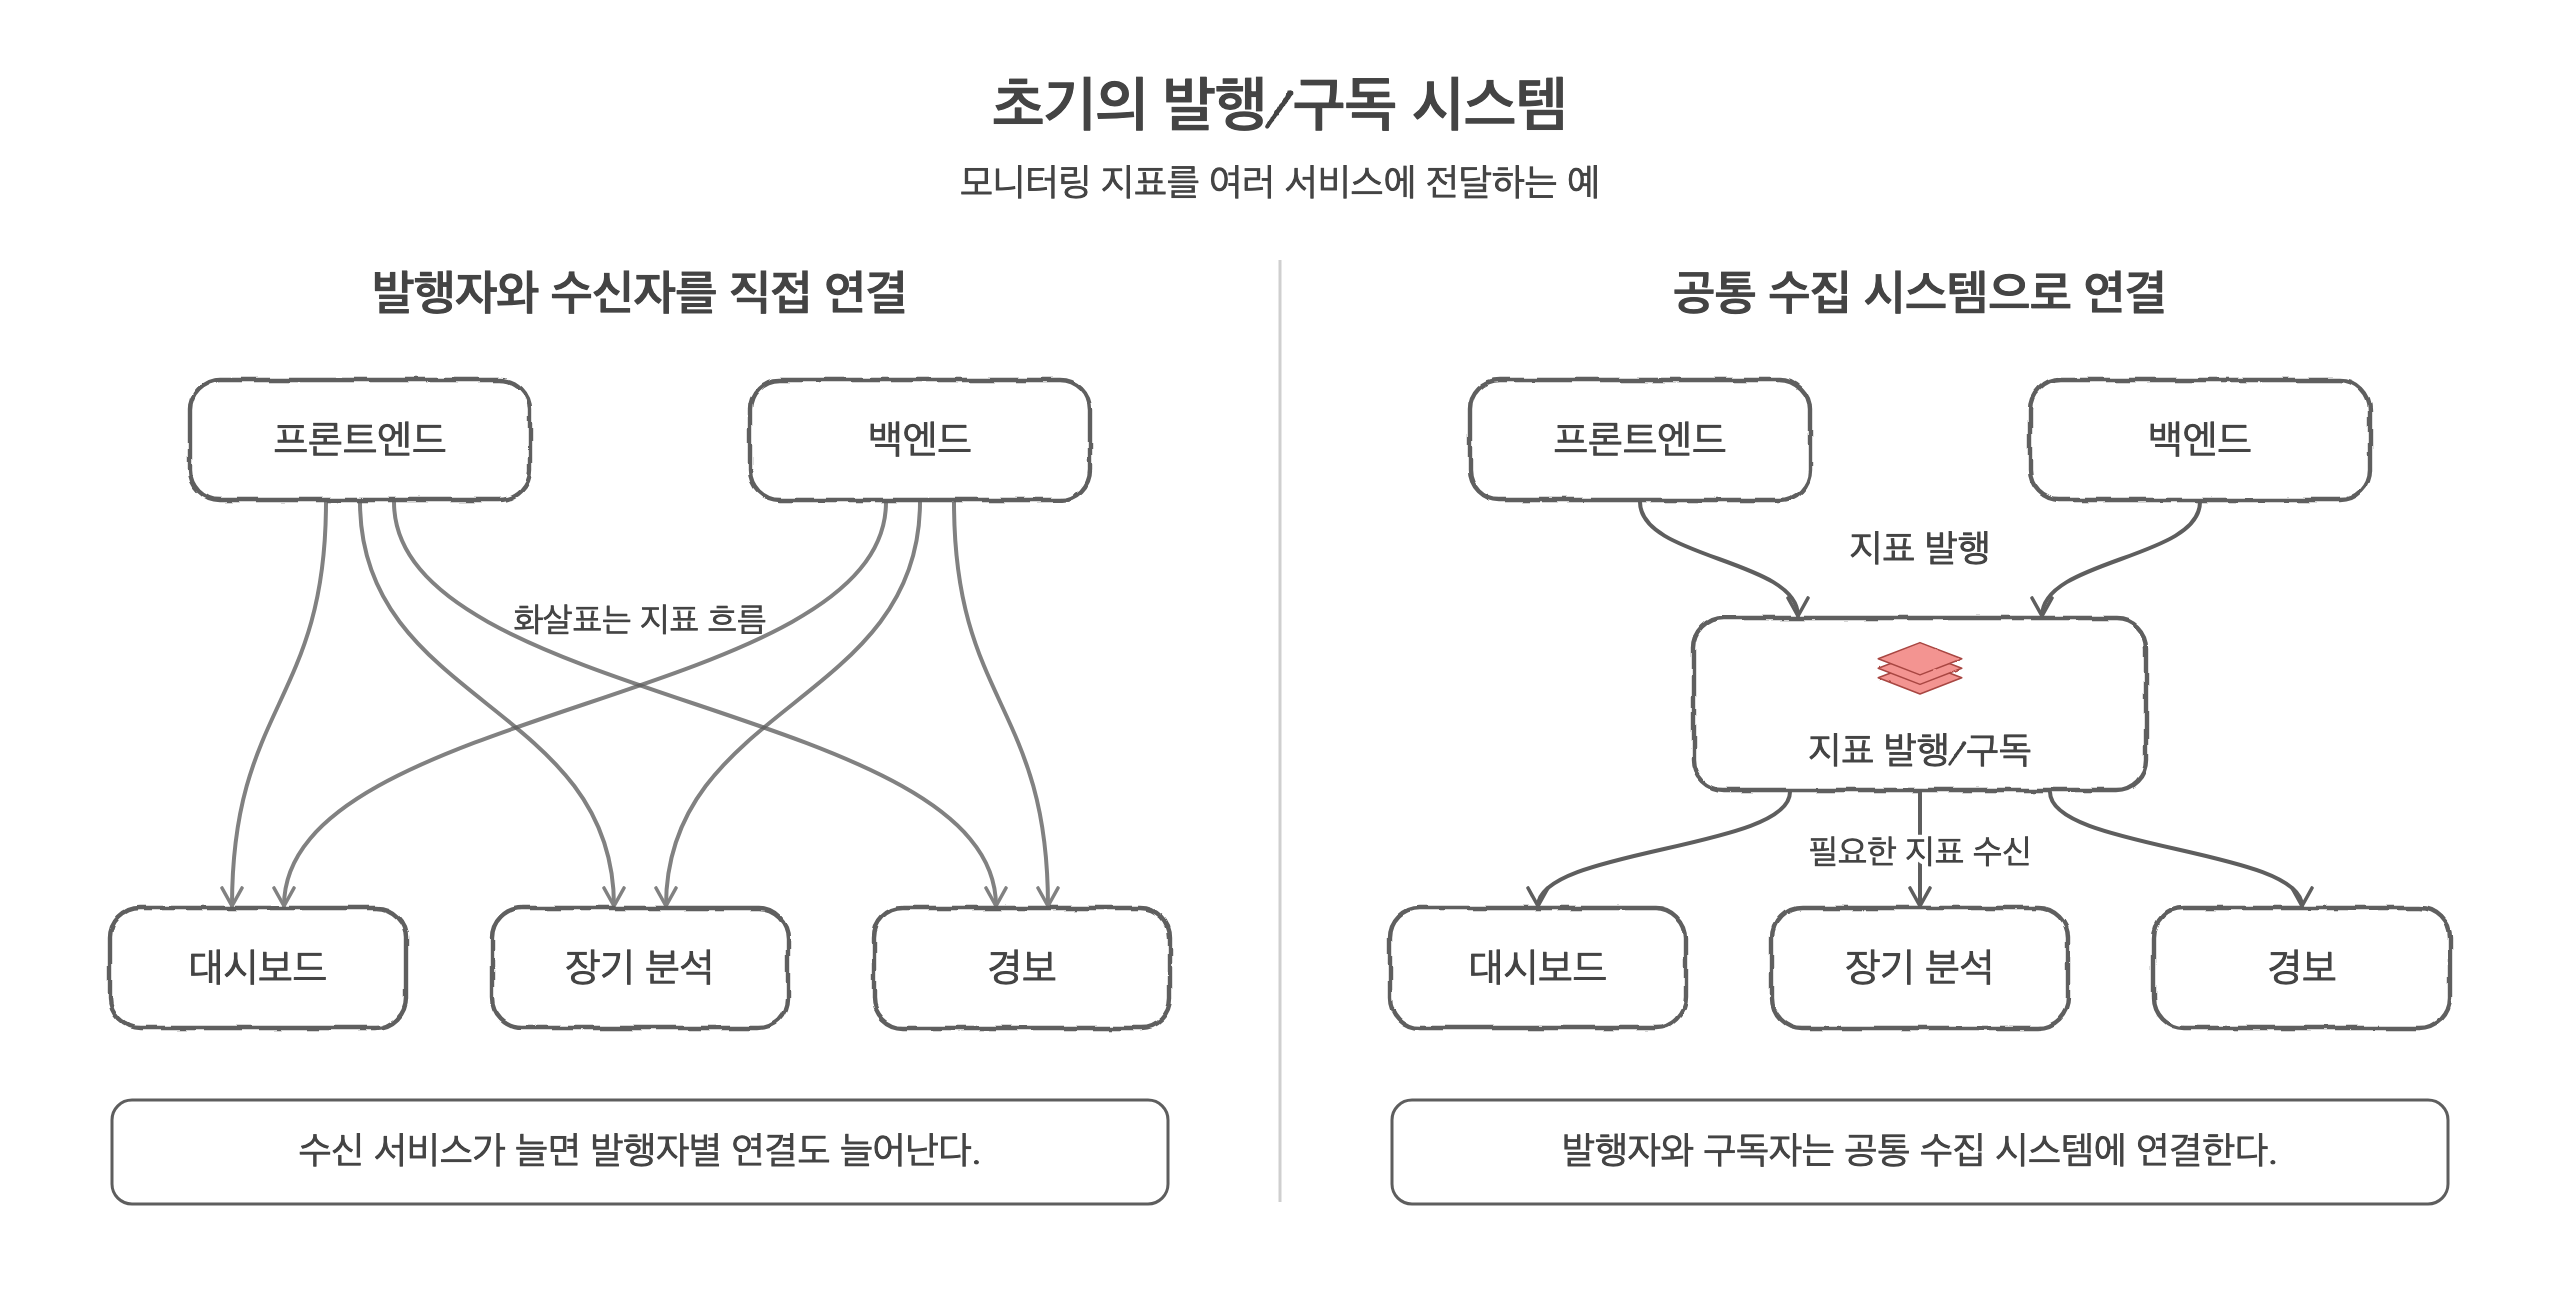 초기의 발행/구독 시스템
모니터링 지표를 여러 서비스에 전달하는 예
발행자와 수신자를 직접 연결
프론트엔드
백엔드
화살표는 지표 흐름
대시보드
장기 분석
경보
수신 서비스가 늘면 발행자별 연결도 늘어난다.
공통 수집 시스템으로 연결
프론트엔드
백엔드
지표 발행
지표 발행/구독
필요한 지표 수신
대시보드
장기 분석
경보
발행자와 구독자는 공통 수집 시스템에 연결한다.